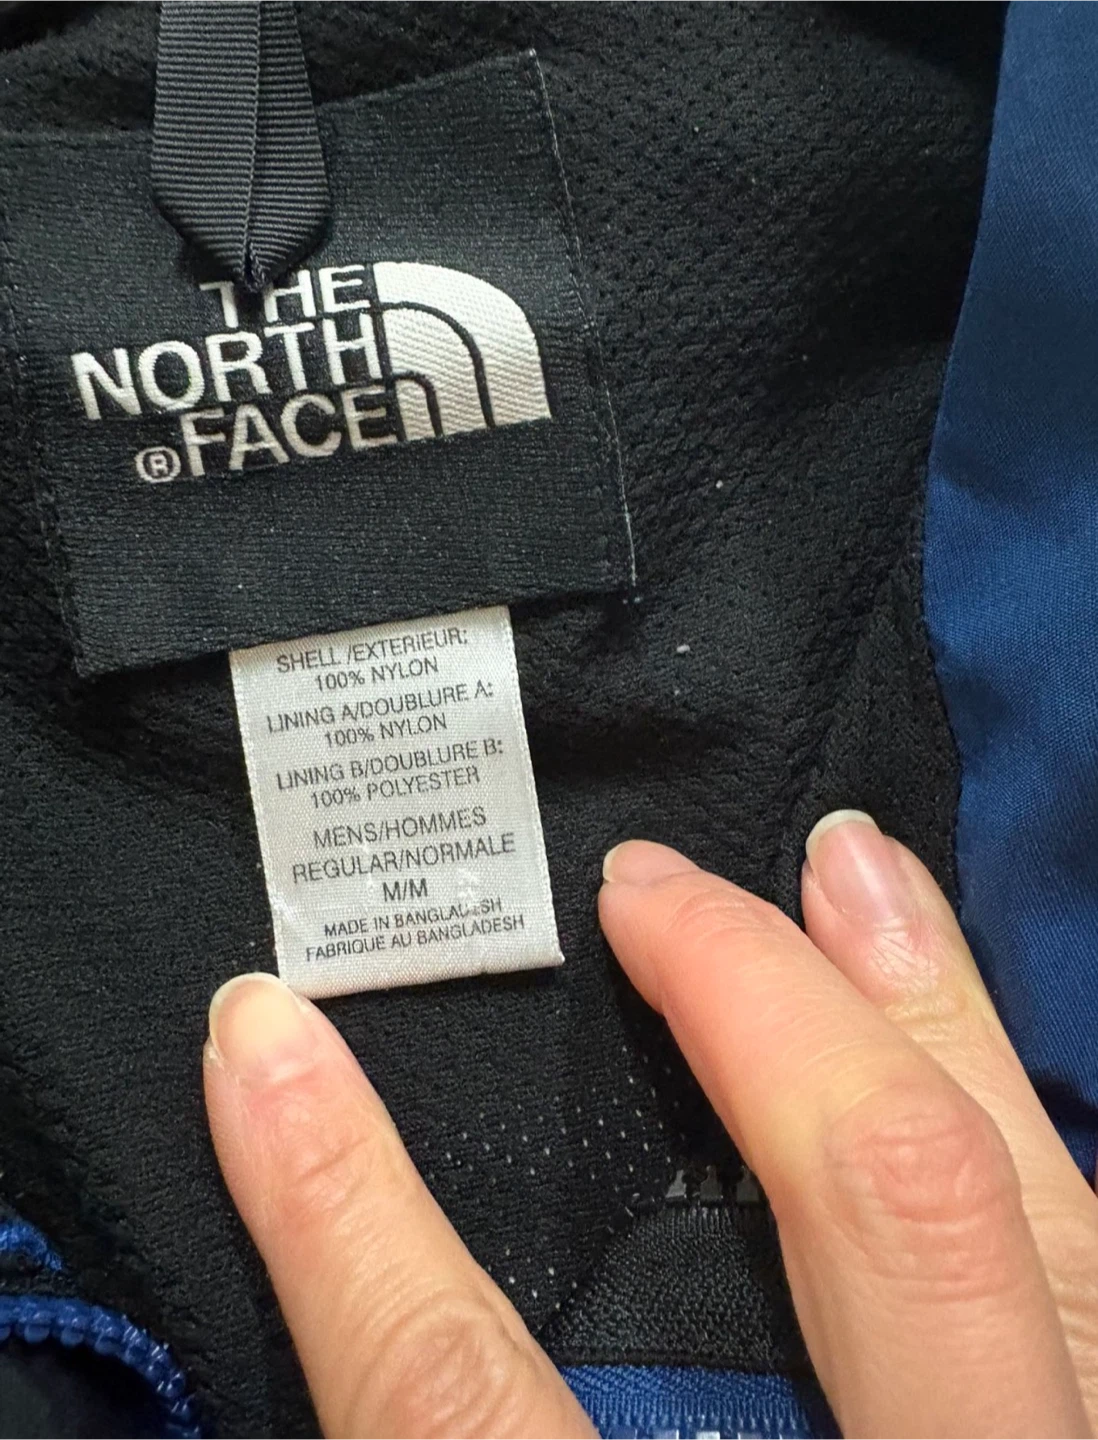 THE
NORTH
®FACE
SHELL /EXTERIEUR:
100% NYLON
LINING A/DOUBLURE A:
100% NYLON
LINING B/DOUBLURE B:
100% POLYESTER
MENS/HOMMES
REGULAR/NORMALE
M/M
MADE IN BANGLADESH
FABRIQUE AU BANGLADESH